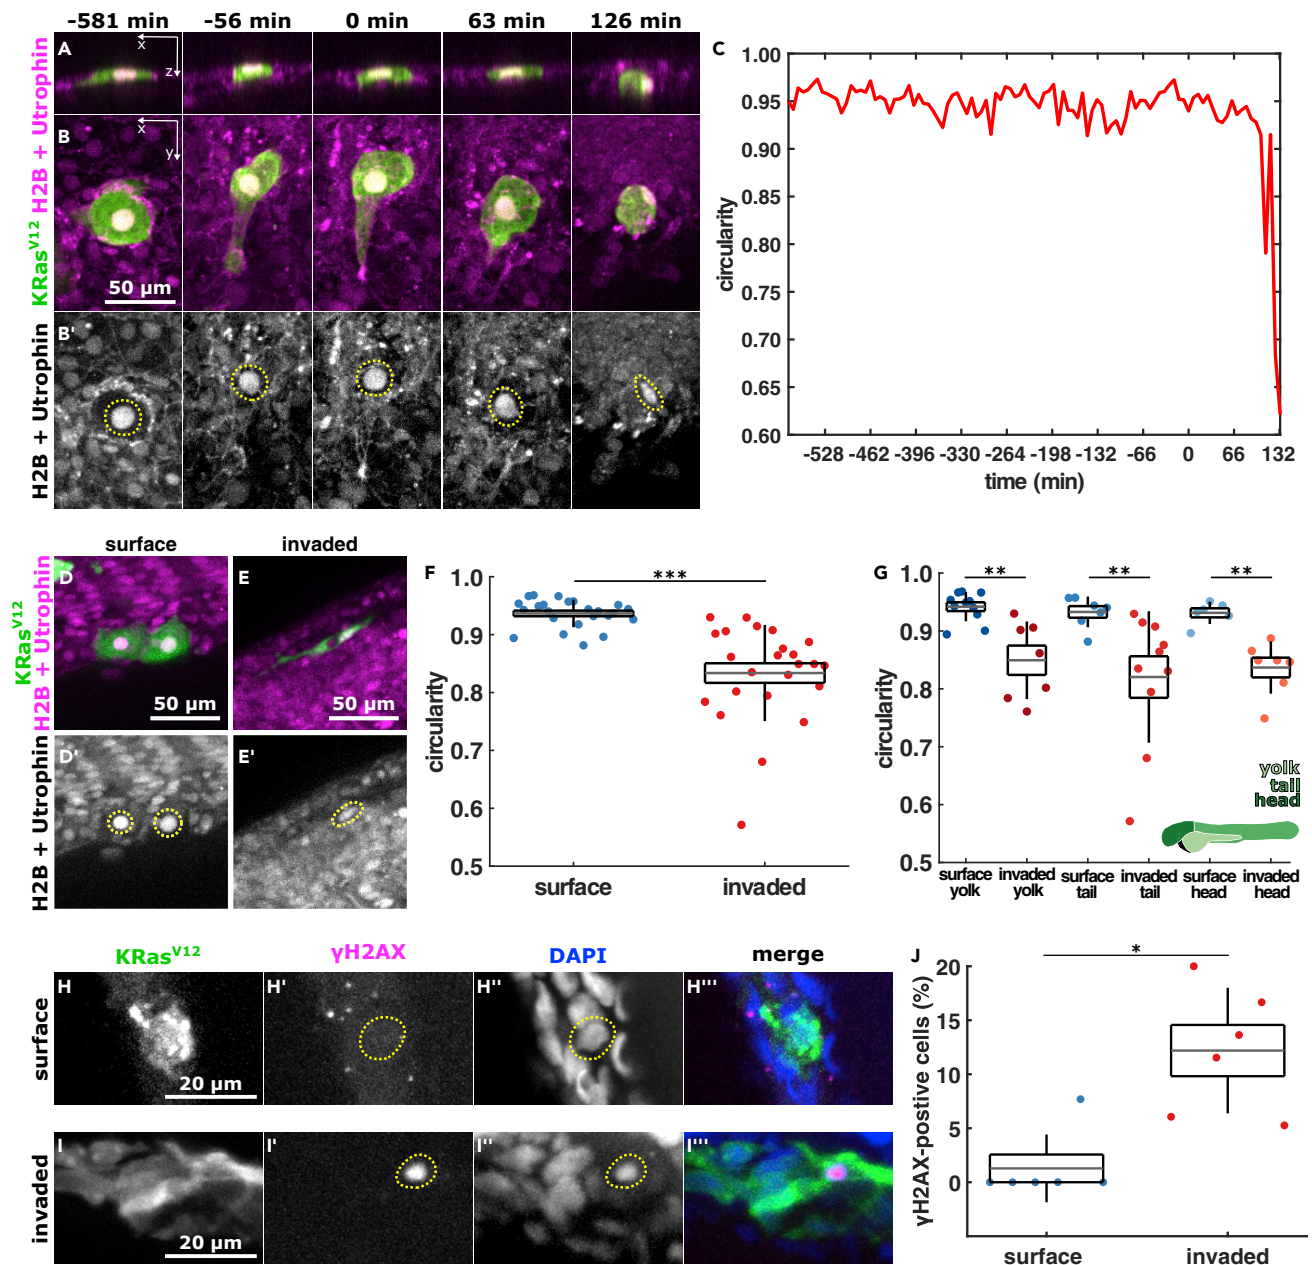 -581 min -56 min 0 min 63 min 126 min
A x z
B x y
B'
KRasV12 H2B + Utrophin
H2B + Utrophin
50 µm
C
1.00
0.95
0.90
0.85
0.80
0.75
0.70
0.65
0.60
circularity
-528 -462 -396 -330 -264 -198 -132 -66 0 66 132
time (min)
surface invaded
D E
KRasV12
H2B + Utrophin
50 µm 50 µm
D' E'
H2B + Utrophin
F
***
1.0
0.9
0.8
0.7
0.6
0.5
circularity
surface invaded
G
** ** **
1.0
0.9
0.8
0.7
0.6
0.5
circularity
yolk
tail
head
surface invaded surface invaded surface invaded
yolk yolk tail tail head head
KRasV12 γH2AX DAPI merge
surface
H H' H'' H'''
20 µm
invaded
I I' I'' I'''
20 µm
J
*
20
15
10
5
0
γH2AX-postive cells (%)
surface invaded